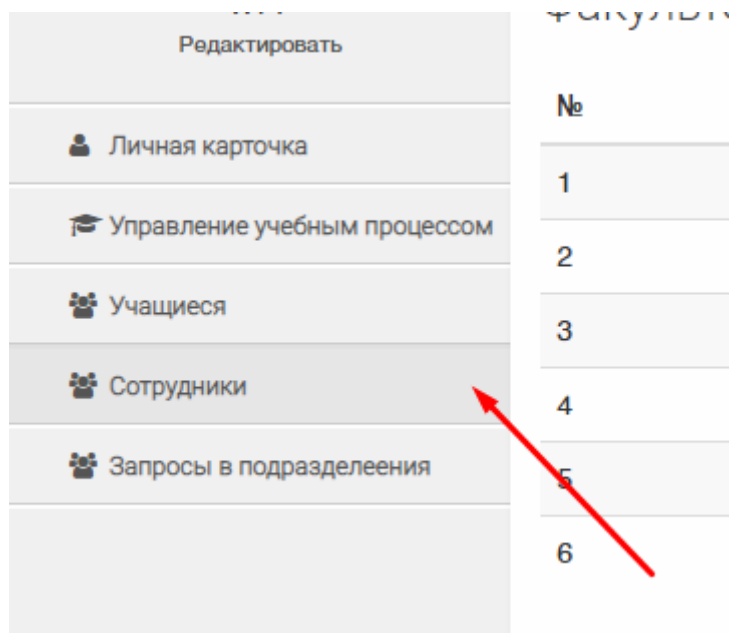 Редактировать
Личная карточка
Управление учебным процессом
Учащиеся
Сотрудники
Запросы в подразделеения
№
1
2
3
4
5
6